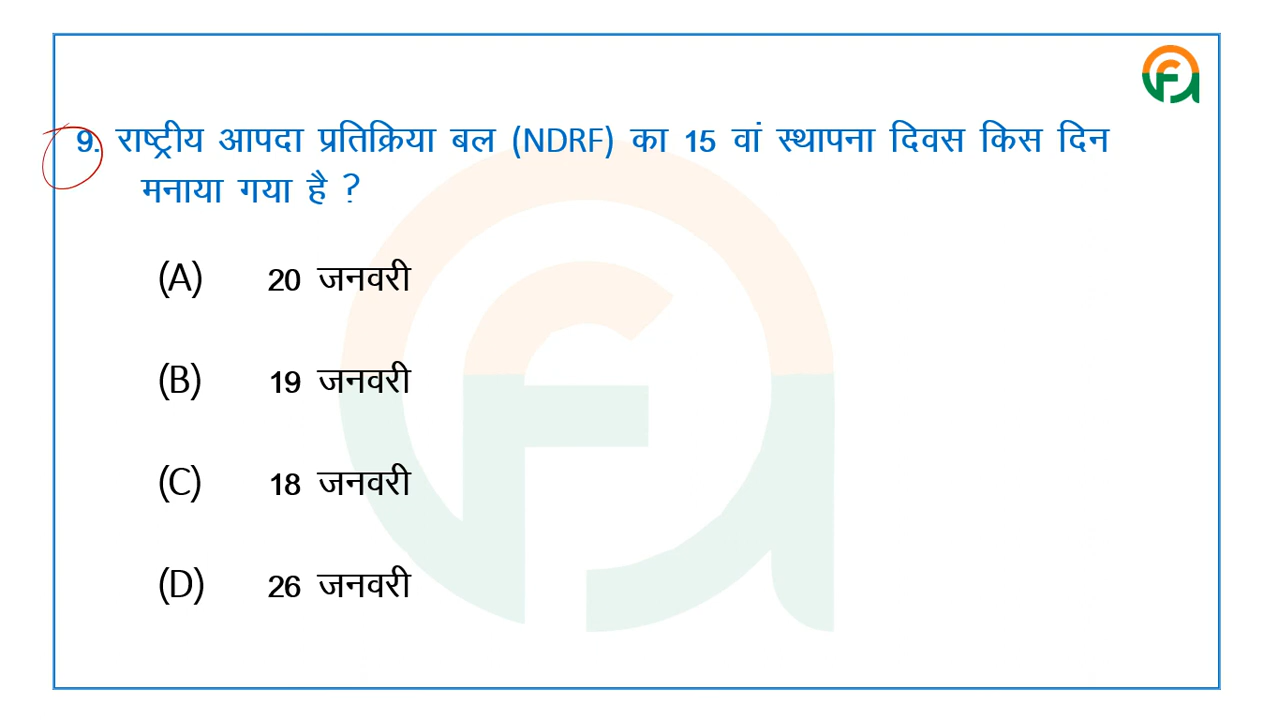 9. राष्ट्रीय आपदा प्रतिक्रिया बल (NDRF) का 15 वां स्थापना दिवस किस दिन
मनाया गया है ?
(A) 20 जनवरी
(B) 19 जनवरी
(C) 18 जनवरी
(D) 26 जनवरी